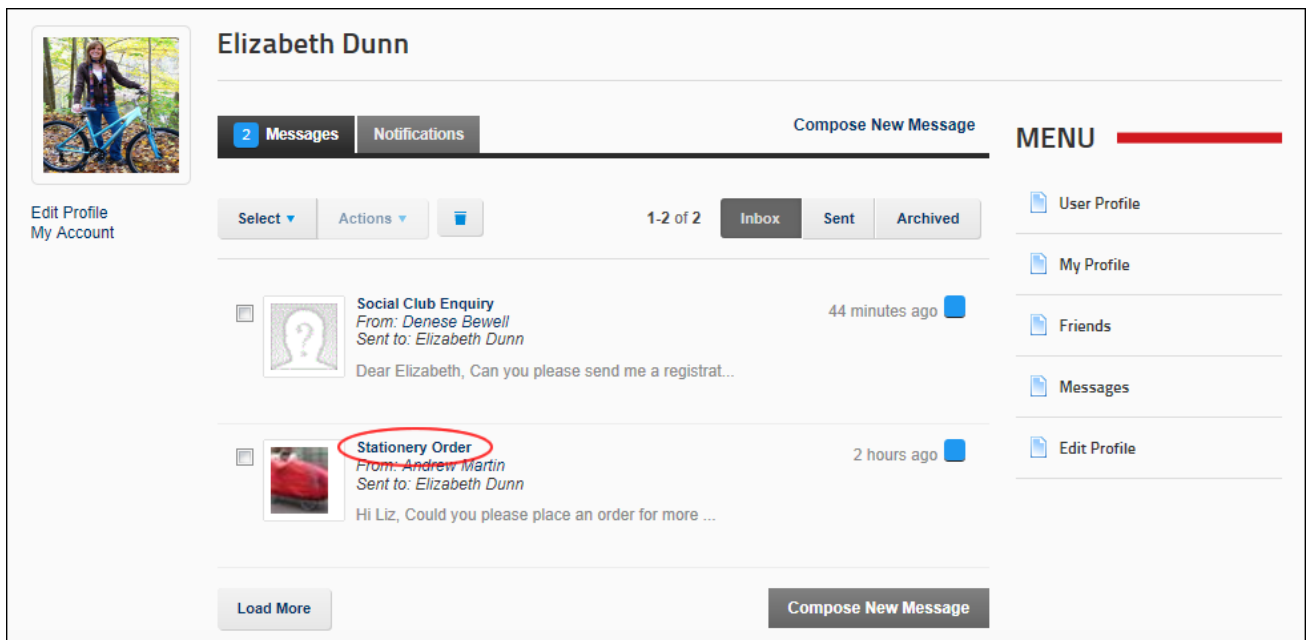 Elizabeth Dunn
Edit Profile
My Account
2 Messages
Notifications
Compose New Message
Select
Actions
1-2 of 2
Inbox
Sent
Archived
Social Club Enquiry
From: Denese Bewell
Sent to: Elizabeth Dunn
Dear Elizabeth, Can you please send me a registrat...
44 minutes ago
Stationery Order
From: Andrew Martin
Sent to: Elizabeth Dunn
Hi Liz, Could you please place an order for more ...
2 hours ago
Load More
Compose New Message
MENU
User Profile
My Profile
Friends
Messages
Edit Profile